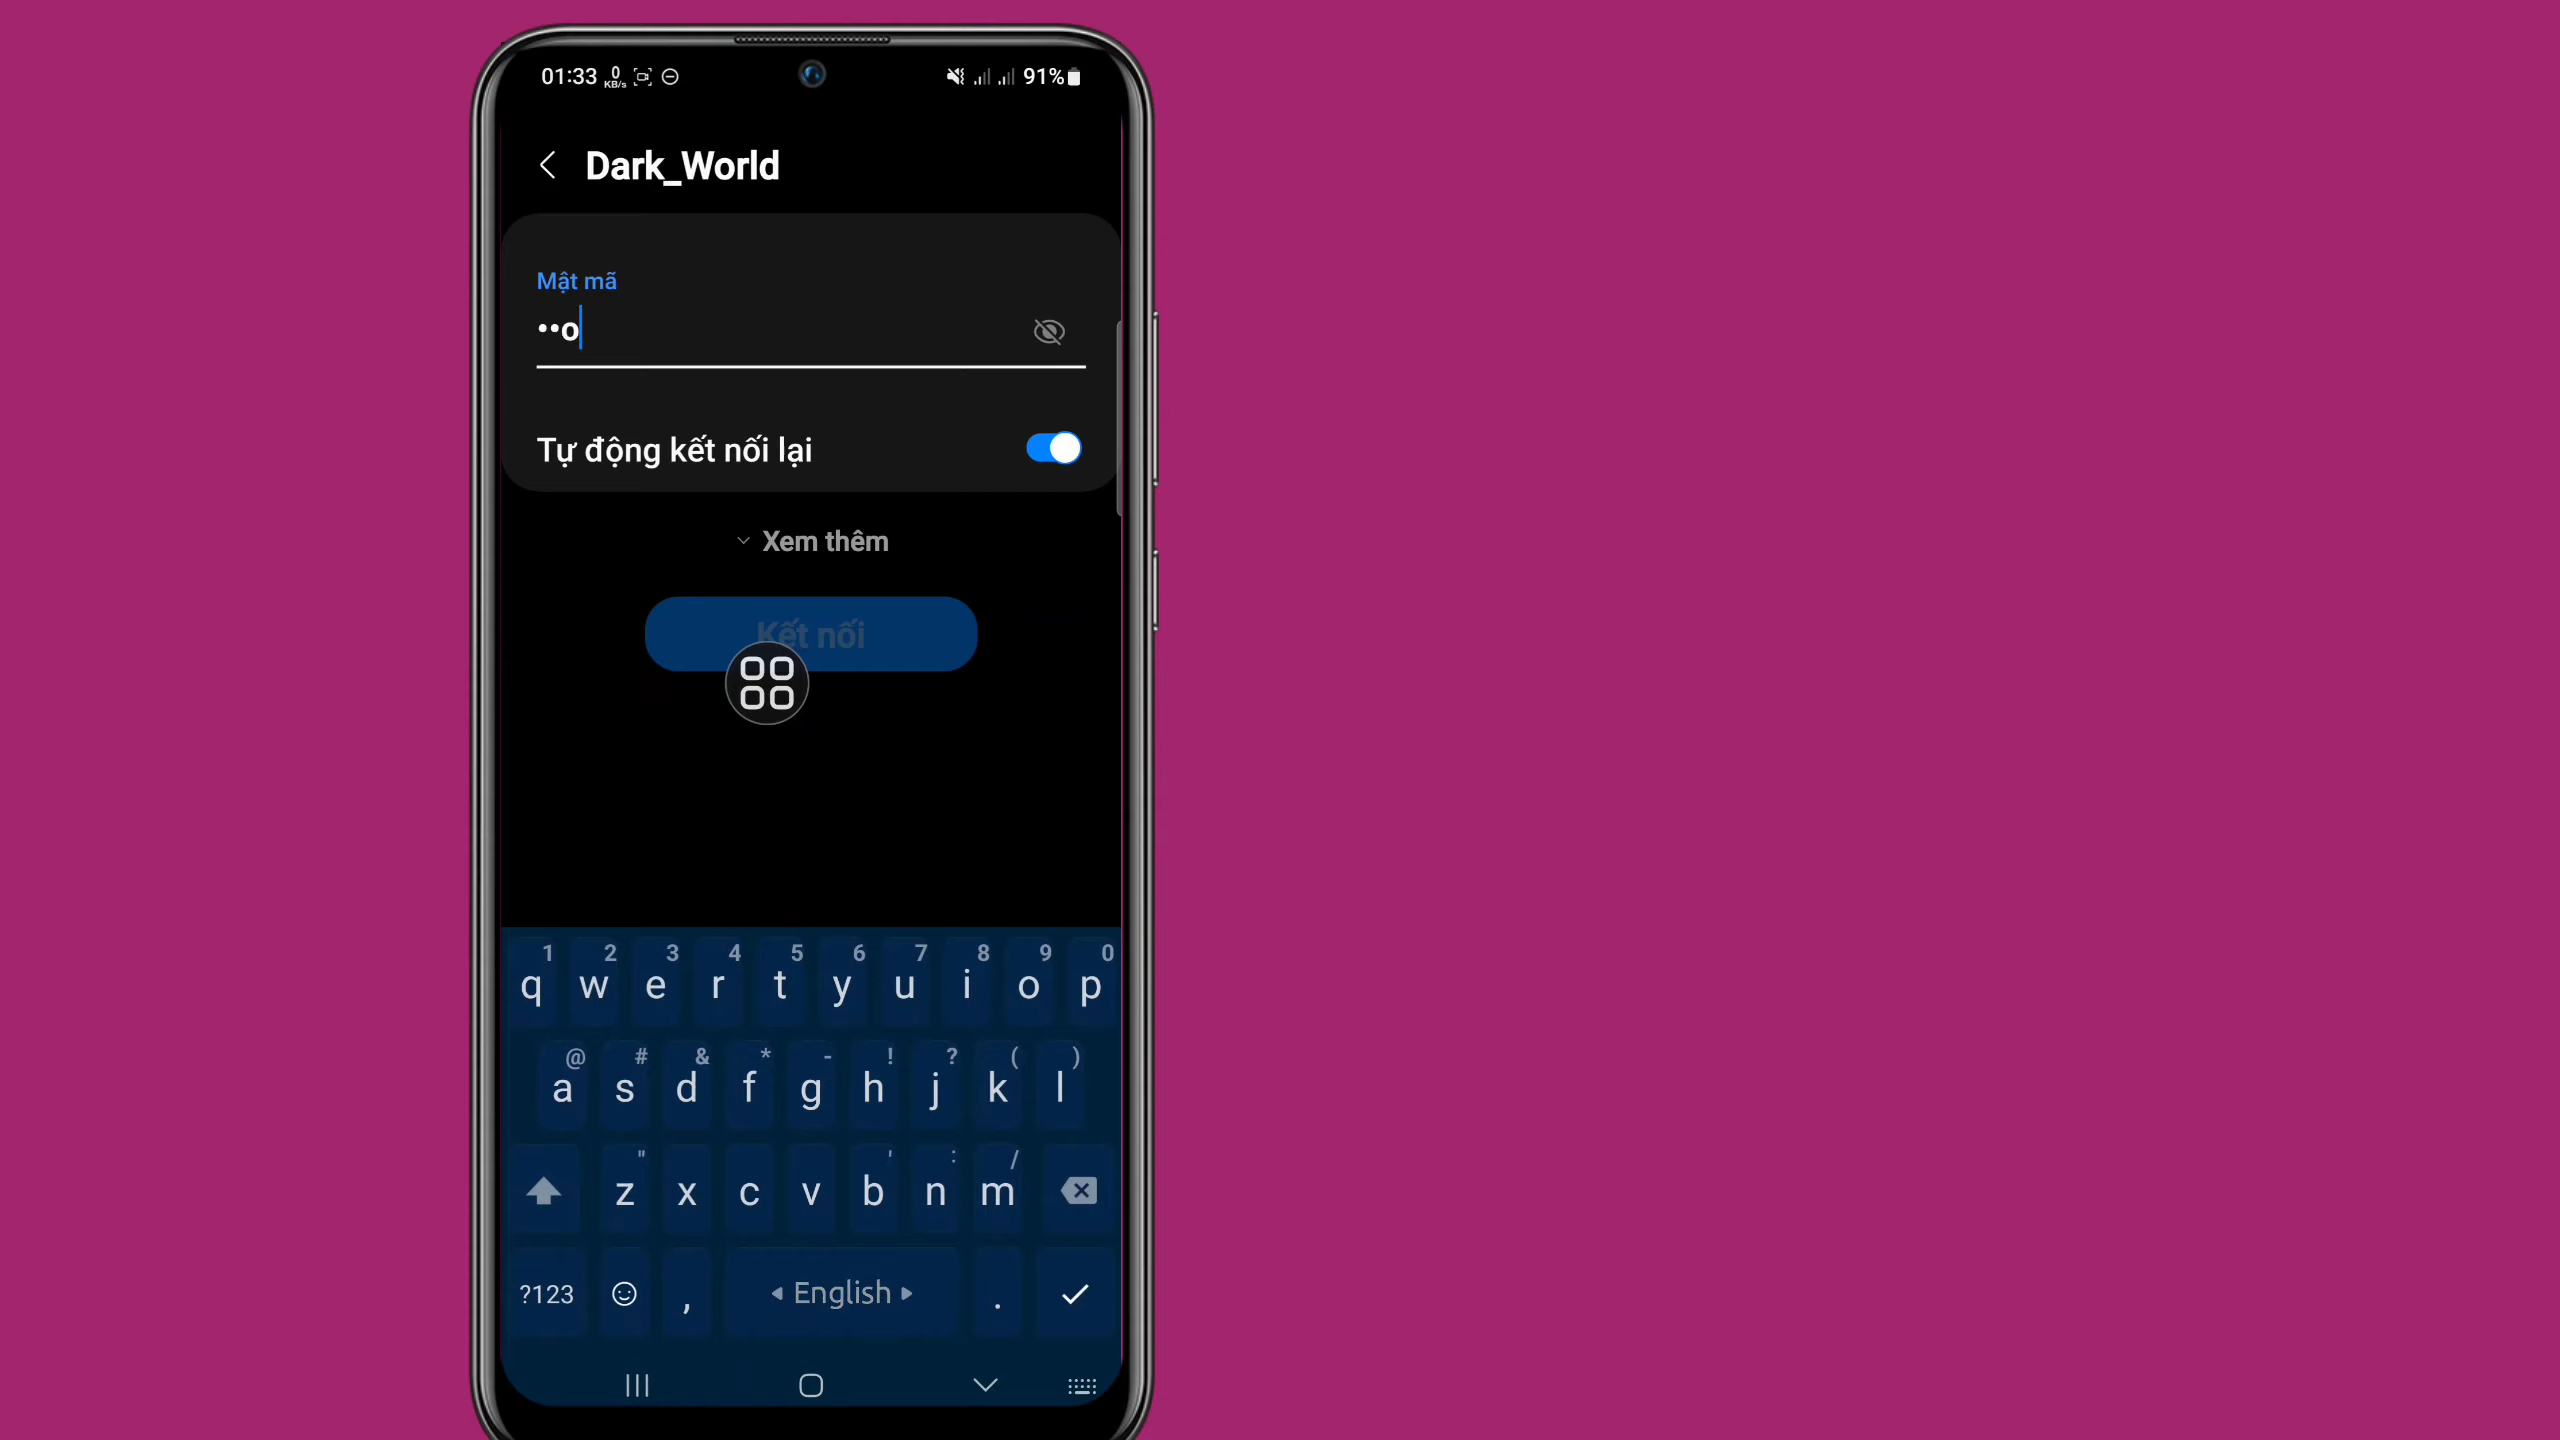 01:33 0 KB/s 91%
Dark_World
Mật mã
••o
Tự động kết nối lại
Xem thêm
Kết nối
1 2 3 4 5 6 7 8 9 0
q w e r t y u i o p
@ # & * - ! ? ( )
a s d f g h j k l
" ' : /
z x c v b n m
?123 , English .